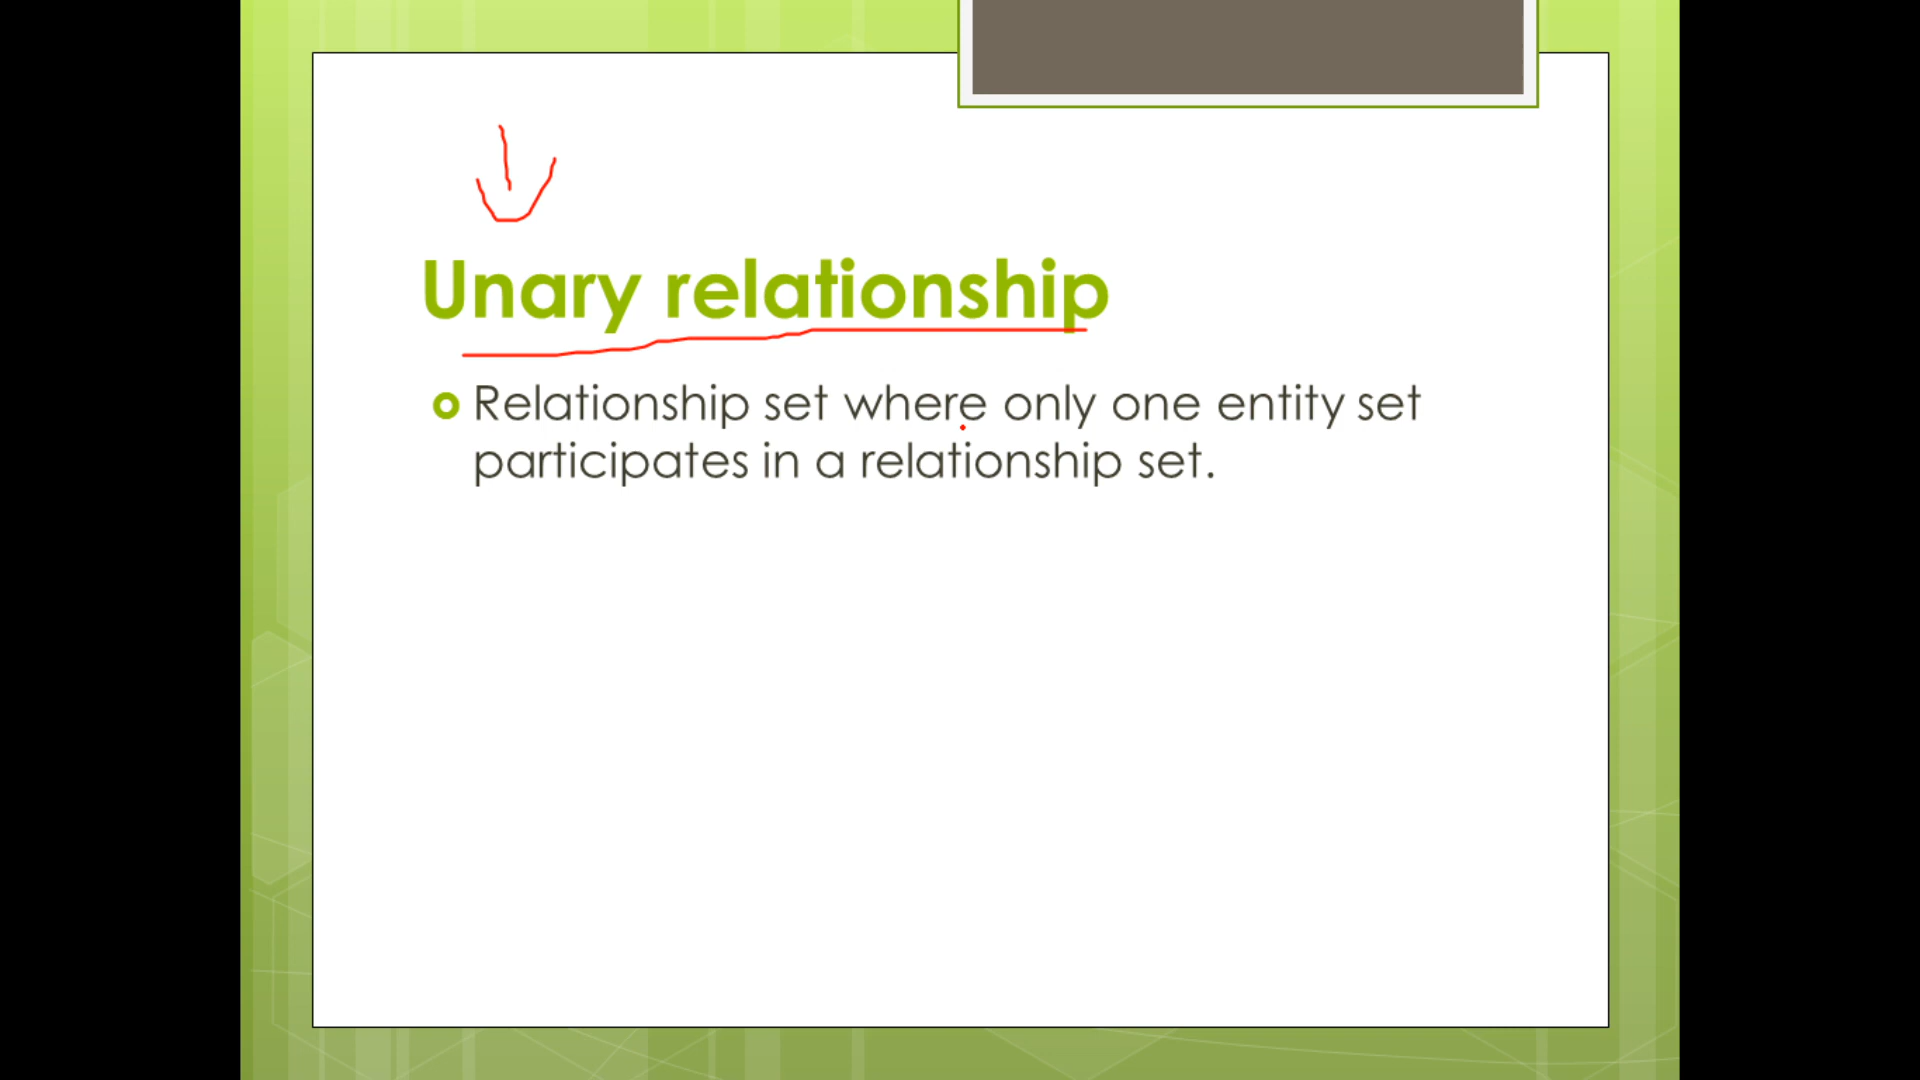 Unary relationship
Relationship set where only one entity set
participates in a relationship set.